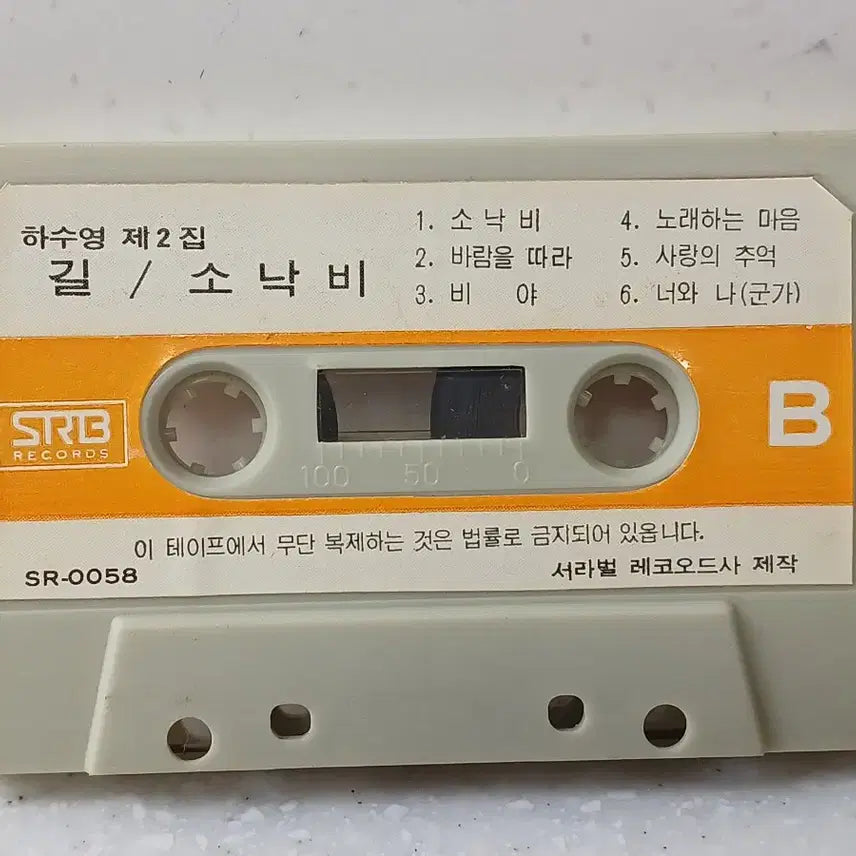 하수영 제2집
길 / 소낙비
1. 소낙비
2. 바람을 따라
3. 비 야
4. 노래하는 마음
5. 사랑의 추억
6. 너와 나(군가)
SRB
RECORDS
B
100 50 0
이 테이프에서 무단 복제하는 것은 법률로 금지되어 있읍니다.
SR-0058
서라벌 레코오드사 제작